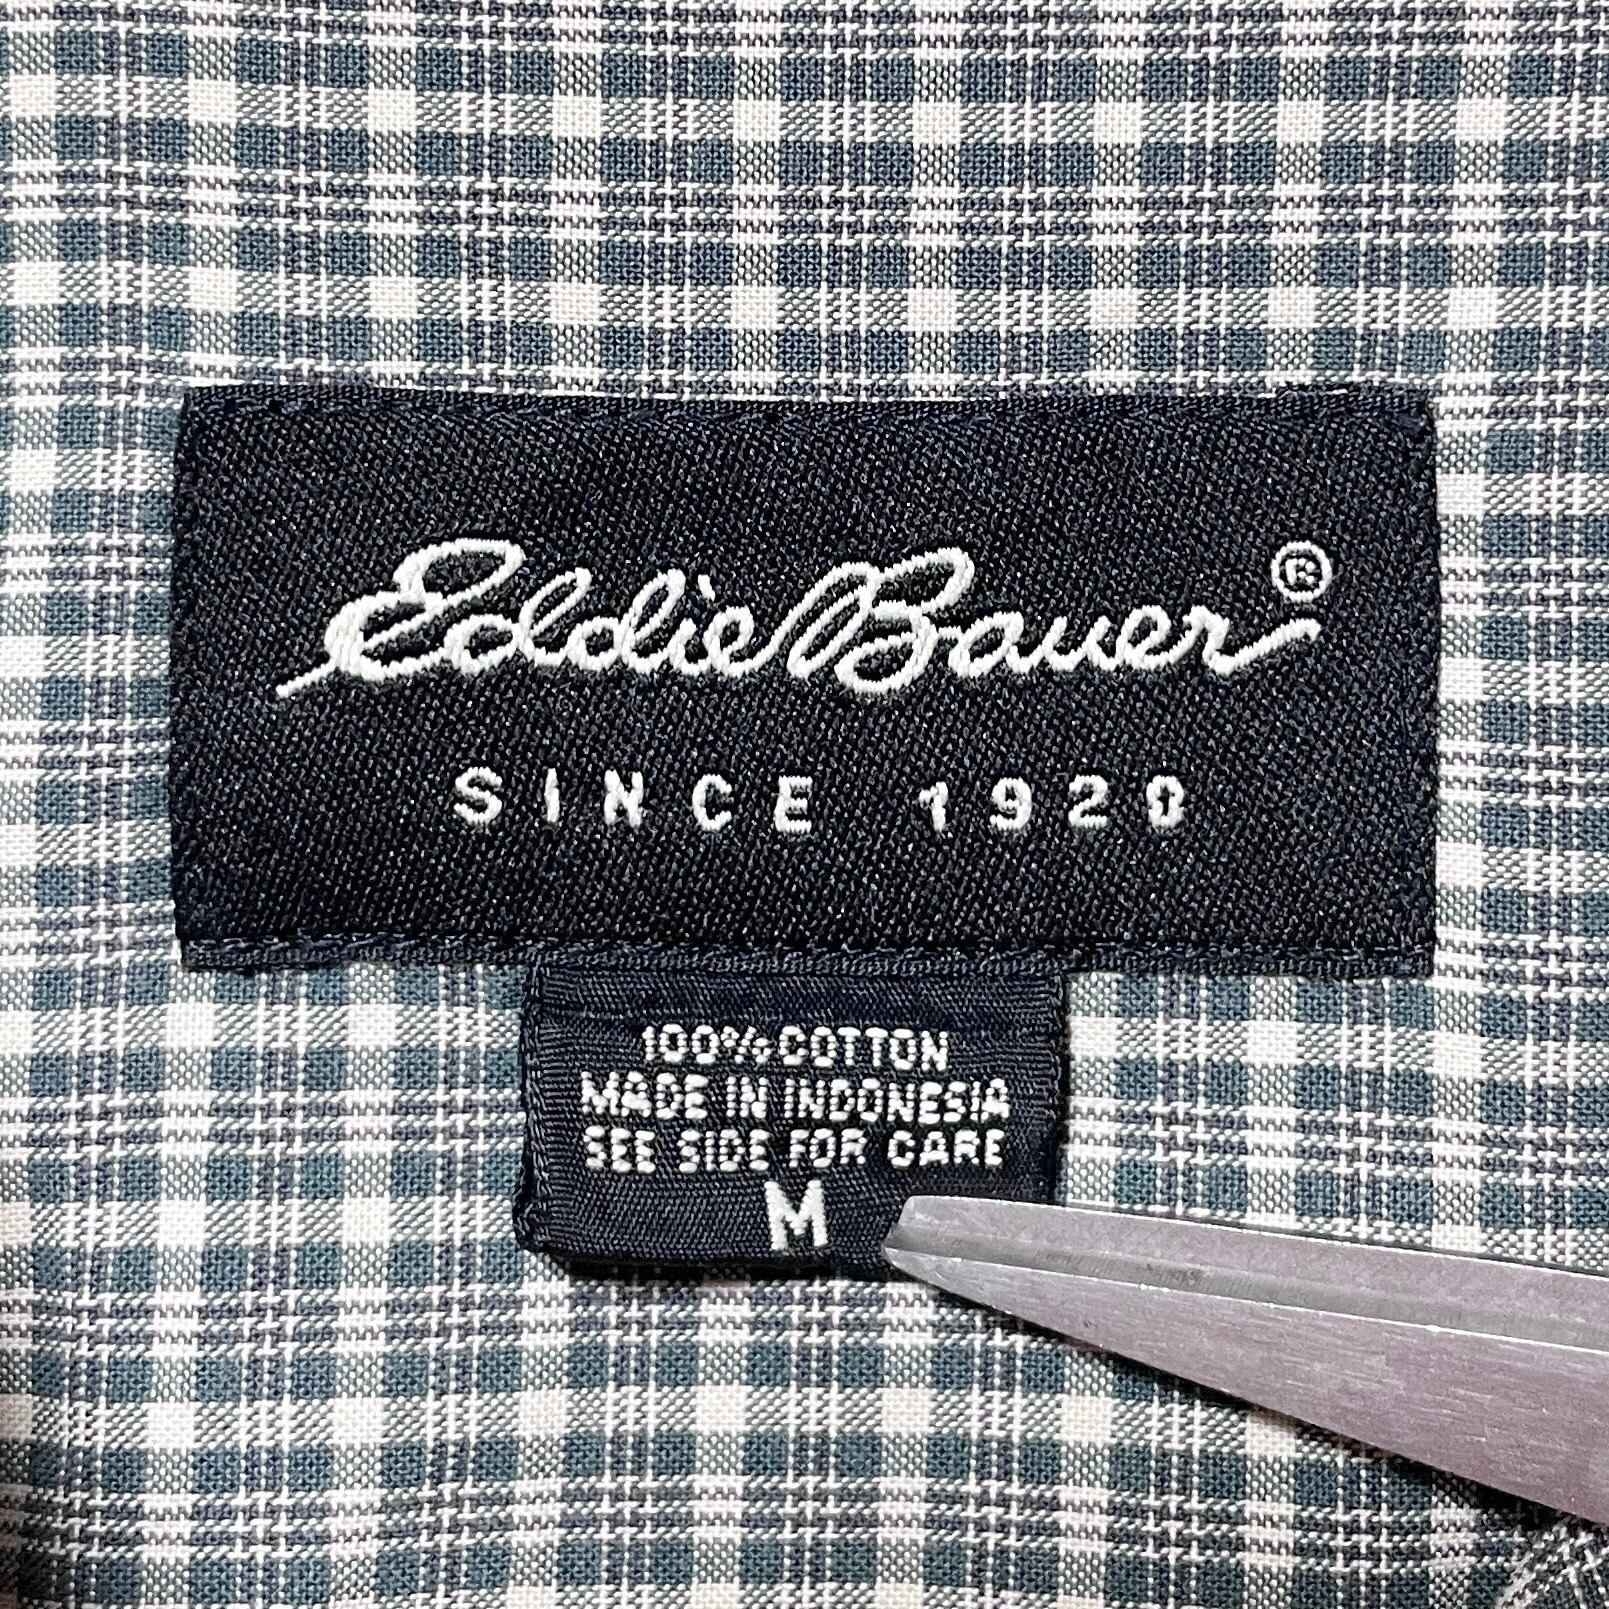 Eddie Bauer®
SINCE 1920
100% COTTON
MADE IN INDONESIA
SEE SIDE FOR CARE
M